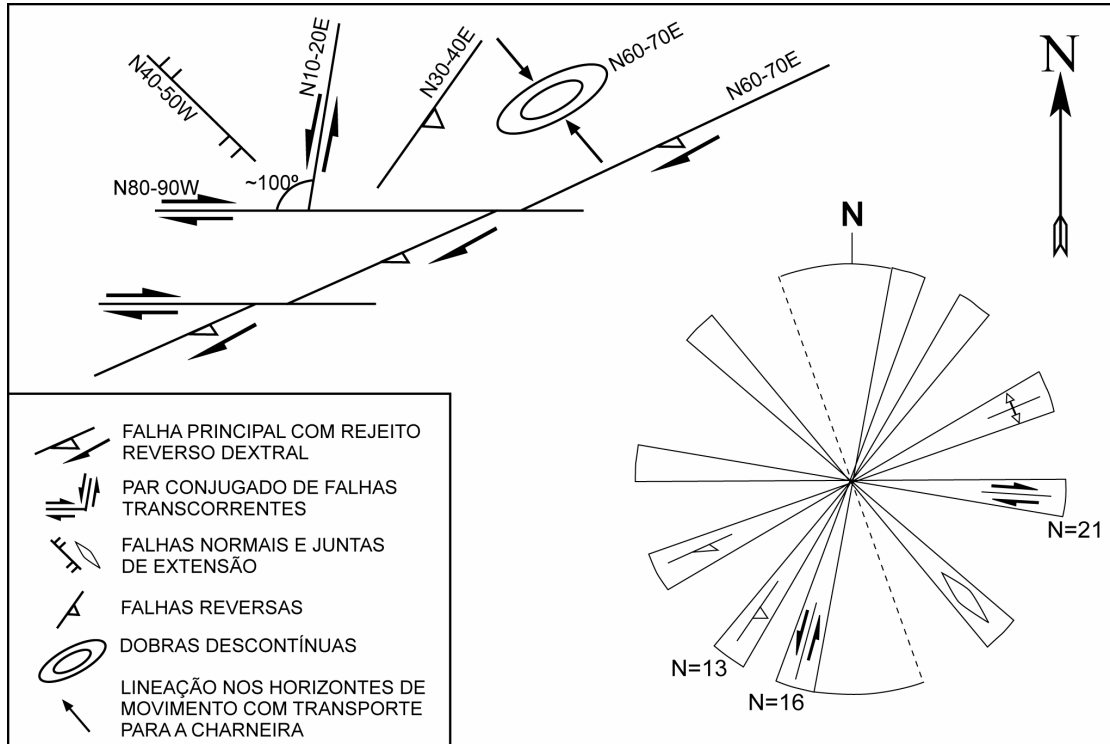 N40-50W
N10-20E
N30-40E
N60-70E
N60-70E
N
N80-90W
~100º
N
N=21
N=13
N=16
FALHA PRINCIPAL COM REJEITO
REVERSO DEXTRAL
PAR CONJUGADO DE FALHAS
TRANSCORRENTES
FALHAS NORMAIS E JUNTAS
DE EXTENSÃO
FALHAS REVERSAS
DOBRAS DESCONTÍNUAS
LINEAÇÃO NOS HORIZONTES DE
MOVIMENTO COM TRANSPORTE
PARA A CHARNEIRA